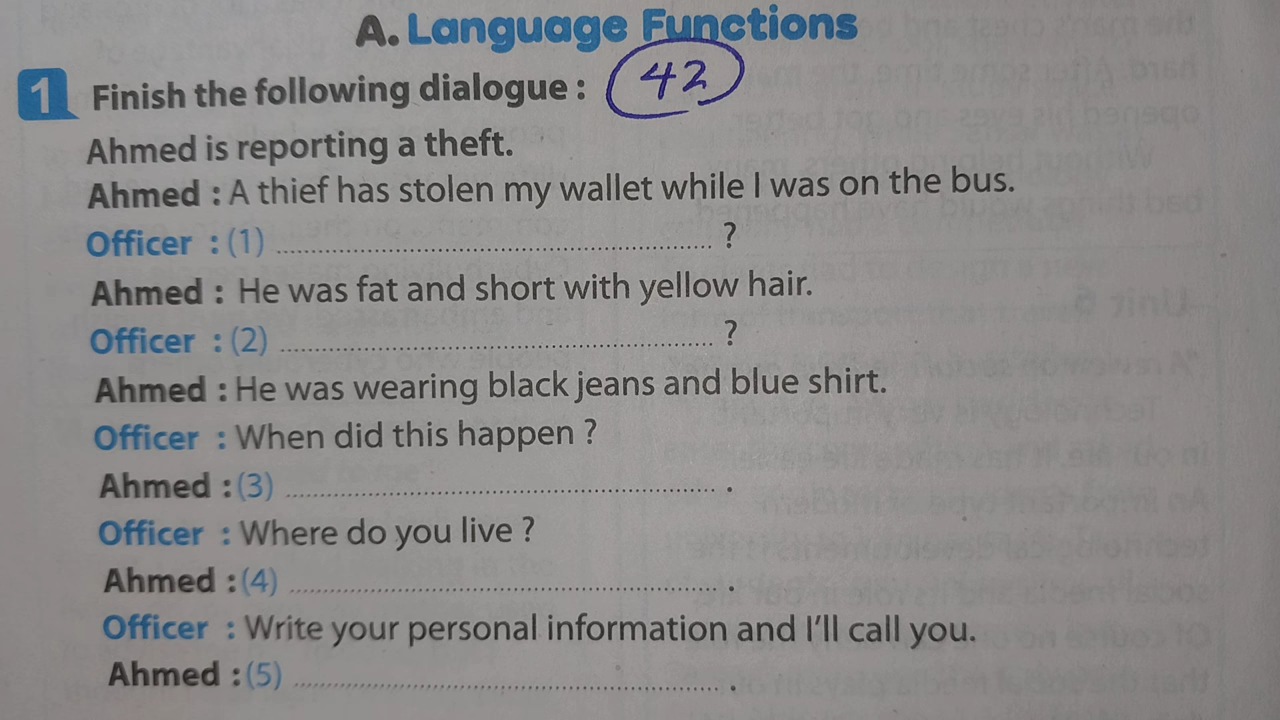 A. Language Functions
1 Finish the following dialogue : 42
Ahmed is reporting a theft.
Ahmed : A thief has stolen my wallet while I was on the bus.
Officer : (1) ........................................ ?
Ahmed : He was fat and short with yellow hair.
Officer : (2) ........................................ ?
Ahmed : He was wearing black jeans and blue shirt.
Officer : When did this happen ?
Ahmed : (3) ........................................ .
Officer : Where do you live ?
Ahmed : (4) ........................................ .
Officer : Write your personal information and I'll call you.
Ahmed : (5) ........................................ .